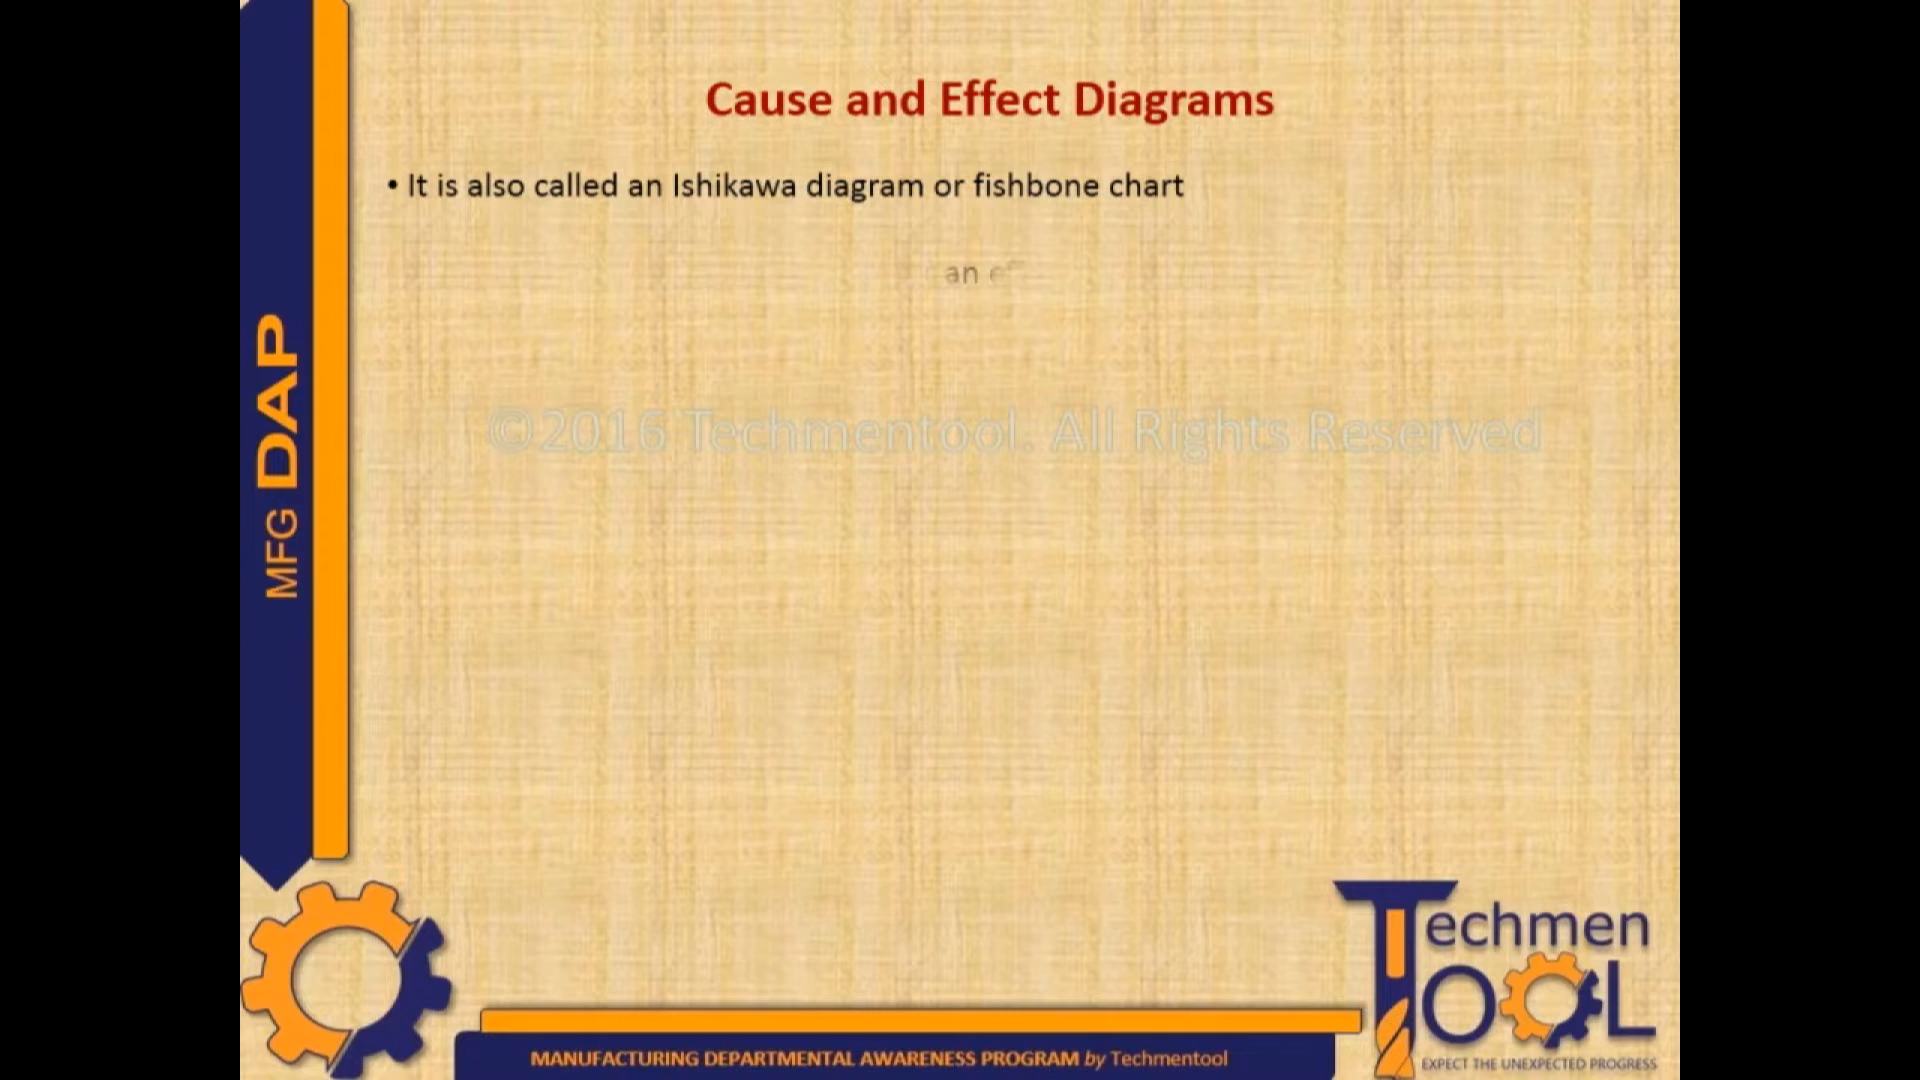 Cause and Effect Diagrams
• It is also called an Ishikawa diagram or fishbone chart
an
©2016 Techmentool. All Rights Reserved
MFG DAP
Techmen
TOOL
EXPECT THE UNEXPECTED PROGRESS
MANUFACTURING DEPARTMENTAL AWARENESS PROGRAM by Techmentool